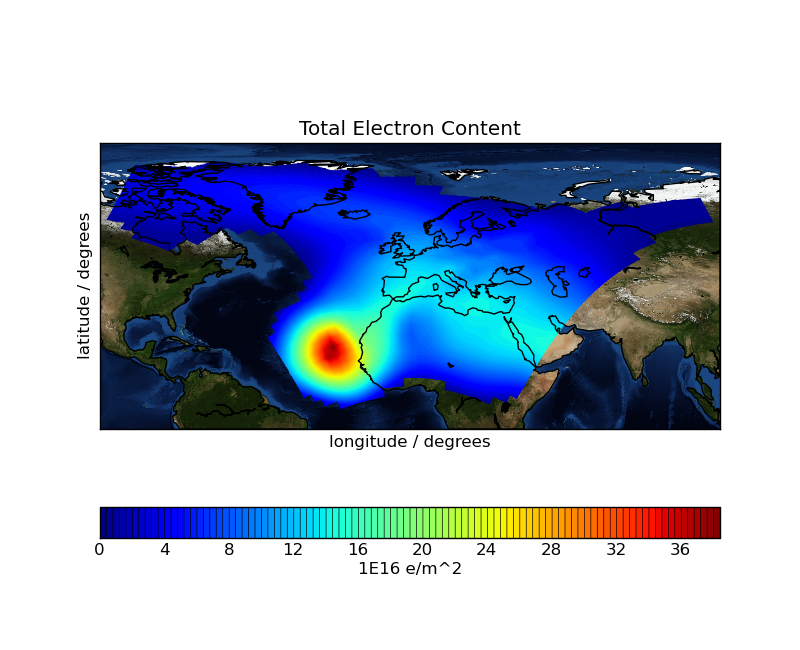 Total Electron Content
latitude / degrees
longitude / degrees
0 4 8 12 16 20 24 28 32 36
1E16 e/m^2